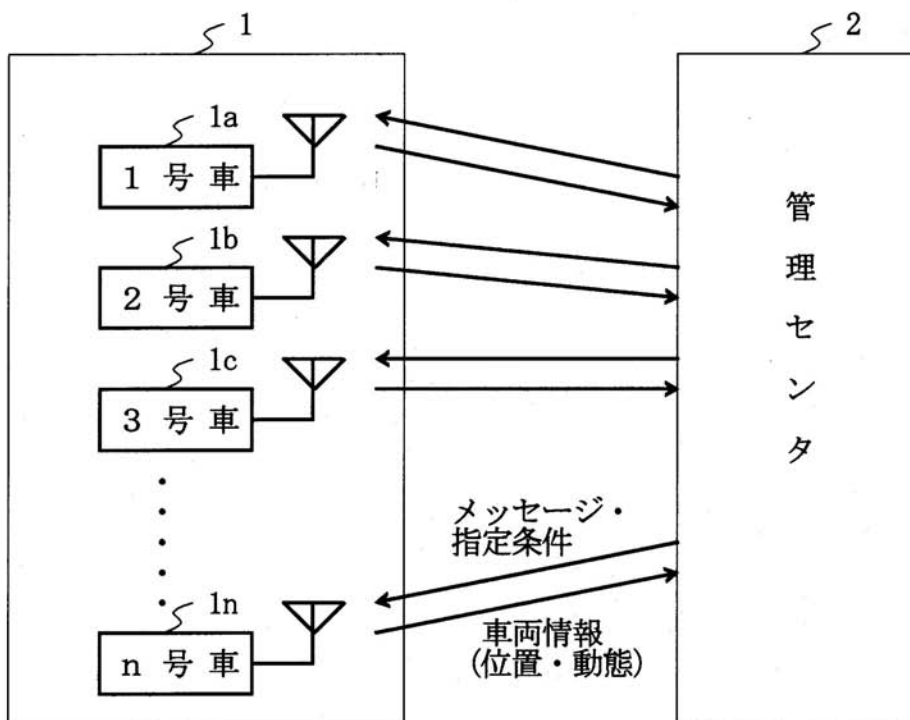 1
2
1a
1 号 車
1b
2 号 車
1c
3 号 車
1n
n 号 車
管理センタ
メッセージ・
指定条件
車両情報
(位置・動態)